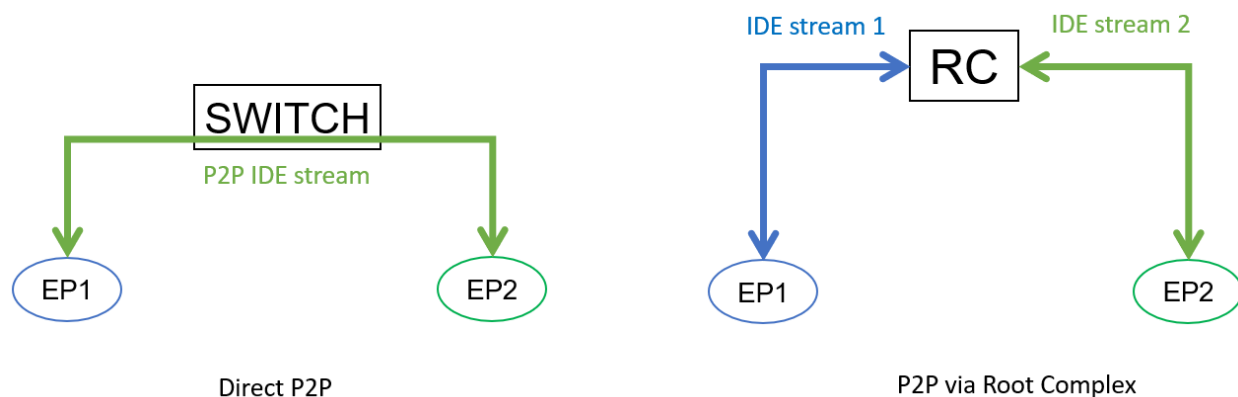 SWITCH
P2P IDE stream
EP1
EP2
Direct P2P
IDE stream 1
IDE stream 2
RC
EP1
EP2
P2P via Root Complex